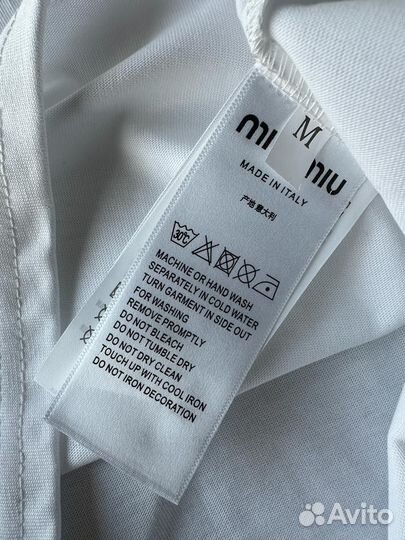 miu miu
M
MADE IN ITALY
产地 意大利
30℃
MACHINE OR HAND WASH
SEPARATELY IN COLD WATER
TURN GARMENT IN SIDE OUT
FOR WASHING
REMOVE PROMPTLY
DO NOT BLEACH
DO NOT TUMBLE DRY
DO NOT DRY CLEAN
TOUCH UP WITH COOL IRON
DO NOT IRON DECORATION
Avito